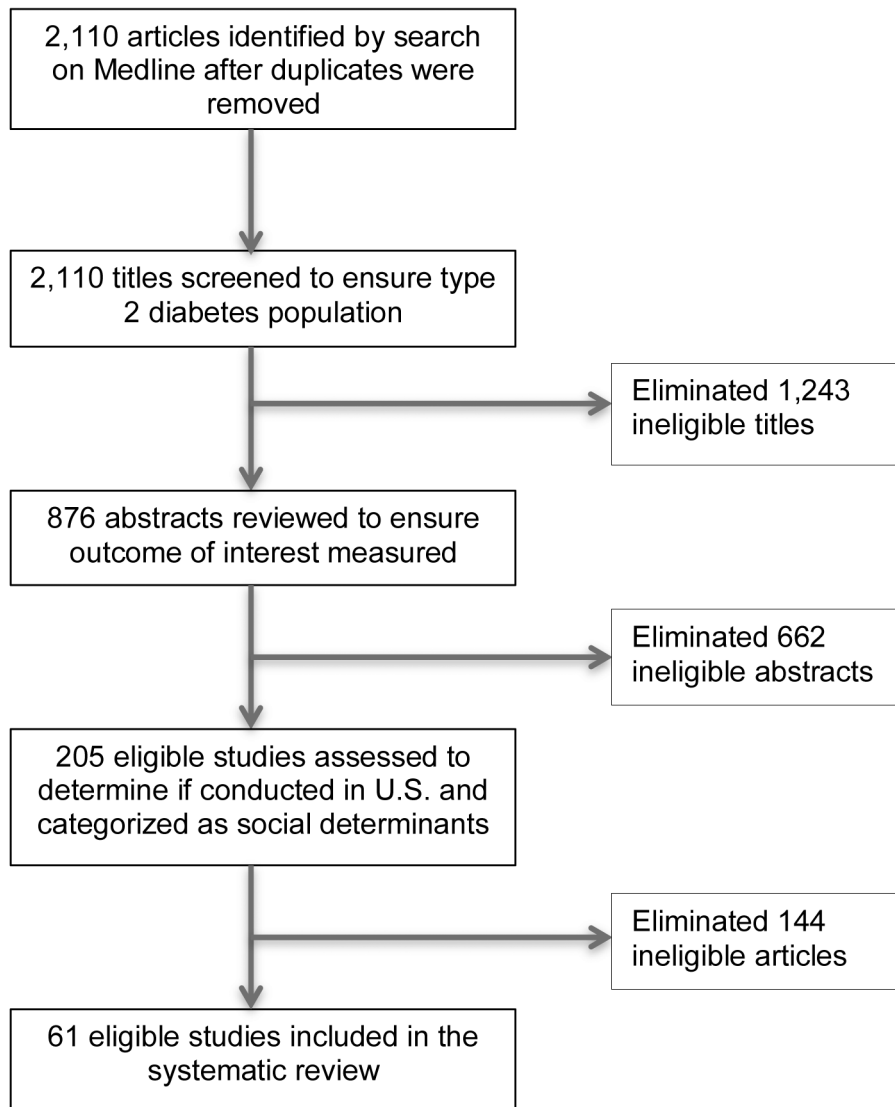 2,110 articles identified by search
on Medline after duplicates were
removed
2,110 titles screened to ensure type
2 diabetes population
Eliminated 1,243
ineligible titles
876 abstracts reviewed to ensure
outcome of interest measured
Eliminated 662
ineligible abstracts
205 eligible studies assessed to
determine if conducted in U.S. and
categorized as social determinants
Eliminated 144
ineligible articles
61 eligible studies included in the
systematic review